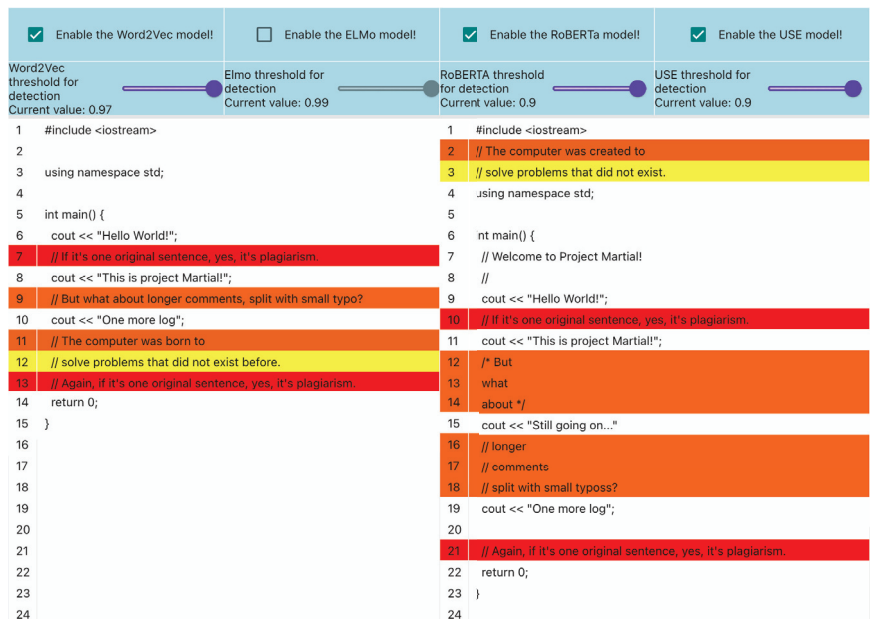 Enable the Word2Vec model!
Enable the ELMo model!
Enable the RoBERTa model!
Enable the USE model!
Word2Vec
threshold for
detection
Current value: 0.97
Elmo threshold for
detection
Current value: 0.99
RoBERTA threshold
for detection
Current value: 0.9
USE threshold for
detection
Current value: 0.9
1 #include <iostream>
2
3 using namespace std;
4
5 int main() {
6 cout << "Hello World!";
7 // If it's one original sentence, yes, it's plagiarism.
8 cout << "This is project Martial!";
9 // But what about longer comments, split with small typo?
10 cout << "One more log";
11 // The computer was born to
12 // solve problems that did not exist before.
13 // Again, if it's one original sentence, yes, it's plagiarism.
14 return 0;
15 }
16
17
18
19
20
21
22
23
24
1 #include <iostream>
2 // The computer was created to
3 // solve problems that did not exist.
4 using namespace std;
5
6 nt main() {
7 // Welcome to Project Martial!
8 //
9 cout << "Hello World!";
10 // If it's one original sentence, yes, it's plagiarism.
11 cout << "This is project Martial!";
12 /* But
13 what
14 about */
15 cout << "Still going on..."
16 // longer
17 // comments
18 // split with small typoss?
19 cout << "One more log";
20
21 // Again, if it's one original sentence, yes, it's plagiarism.
22 return 0;
23 }
24